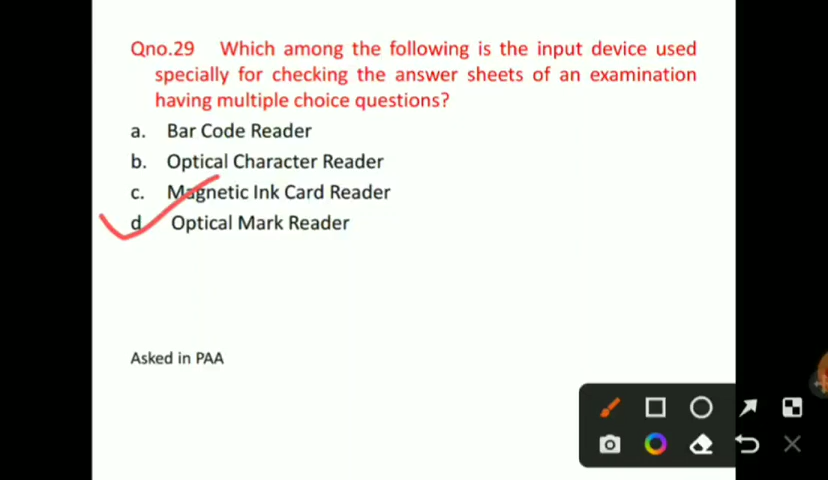 Qno.29 Which among the following is the input device used
specially for checking the answer sheets of an examination
having multiple choice questions?
a. Bar Code Reader
b. Optical Character Reader
c. Magnetic Ink Card Reader
d Optical Mark Reader
Asked in PAA